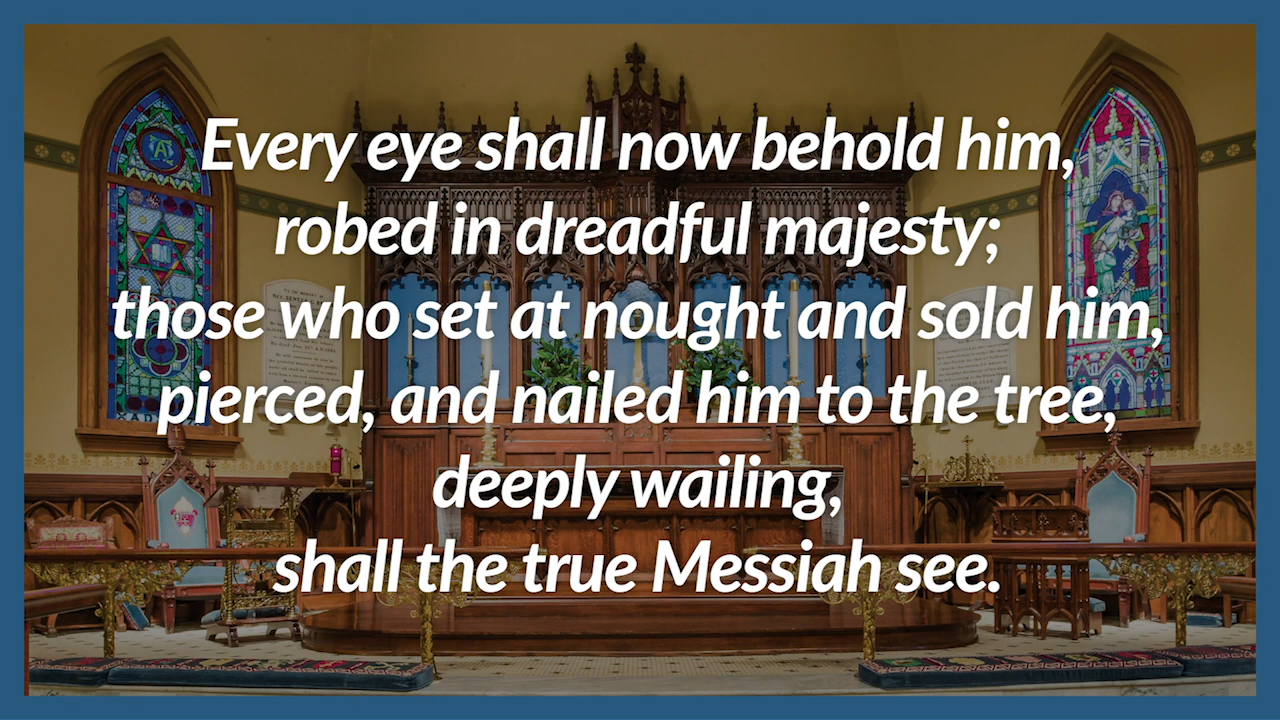 Every eye shall now behold him,
robed in dreadful majesty;
those who set at nought and sold him,
pierced, and nailed him to the tree,
deeply wailing,
shall the true Messiah see.